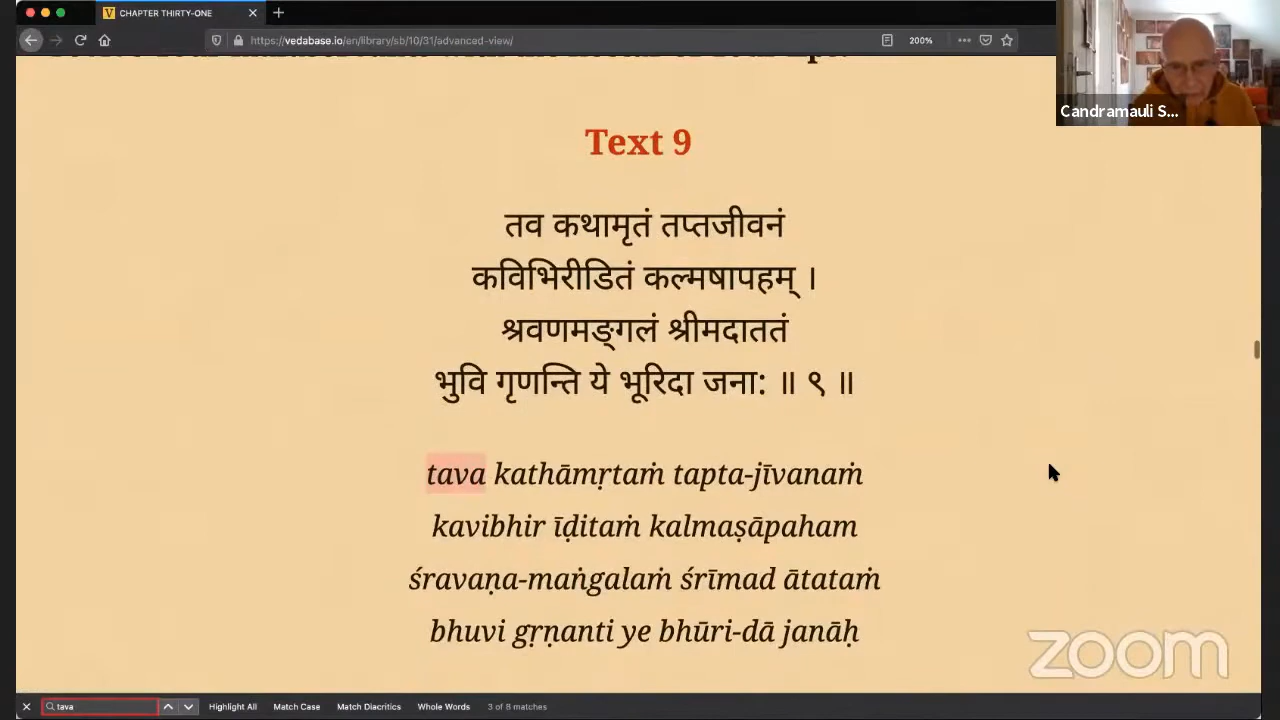 CHAPTER THIRTY-ONE
https://vedabase.io/en/library/sb/10/31/advanced-view/
200%
Candramauli S...
Text 9
तव कथामृतं तप्तजीवनं
कविभिरीडितं कल्मषापहम् ।
श्रवणमङ्गलं श्रीमदाततं
भुवि गृणन्ति ये भूरिदा जना: ॥ ९ ॥
tava kathāmṛtaṁ tapta-jīvanaṁ
kavibhir īḍitaṁ kalmaṣāpaham
śravaṇa-maṅgalaṁ śrīmad ātataṁ
bhuvi gṛṇanti ye bhūri-dā janāḥ
zoom
tava Highlight All Match Case Match Diacritics Whole Words 3 of 8 matches